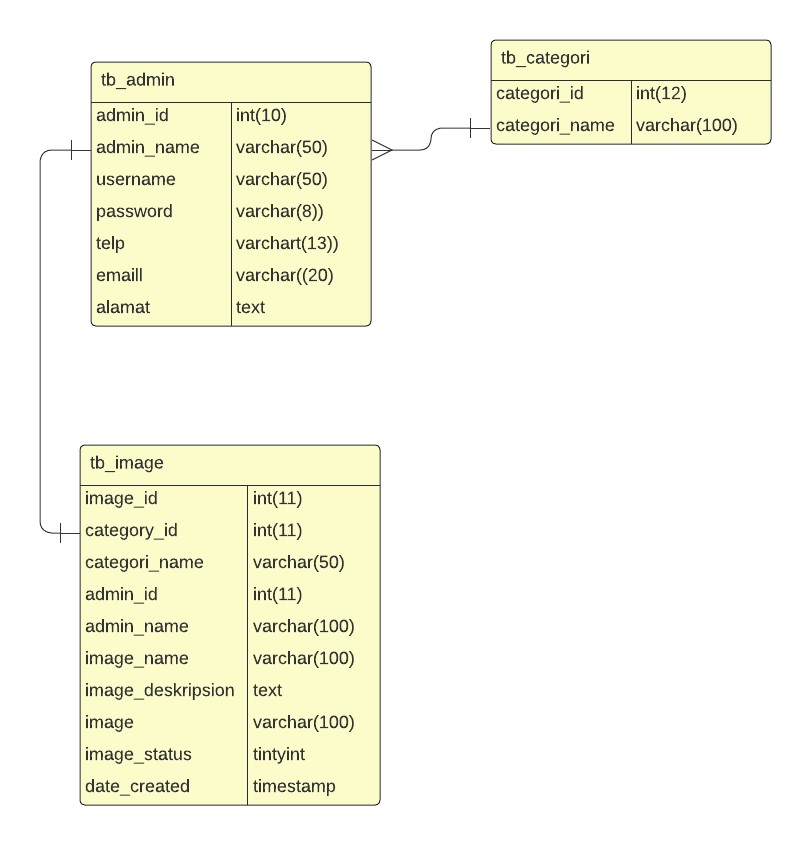 tb_admin
admin_id int(10)
admin_name varchar(50)
username varchar(50)
password varchar(8))
telp varchart(13))
emaill varchar((20)
alamat text
tb_categori
categori_id int(12)
categori_name varchar(100)
tb_image
image_id int(11)
category_id int(11)
categori_name varchar(50)
admin_id int(11)
admin_name varchar(100)
image_name varchar(100)
image_deskripsion text
image varchar(100)
image_status tintyint
date_created timestamp